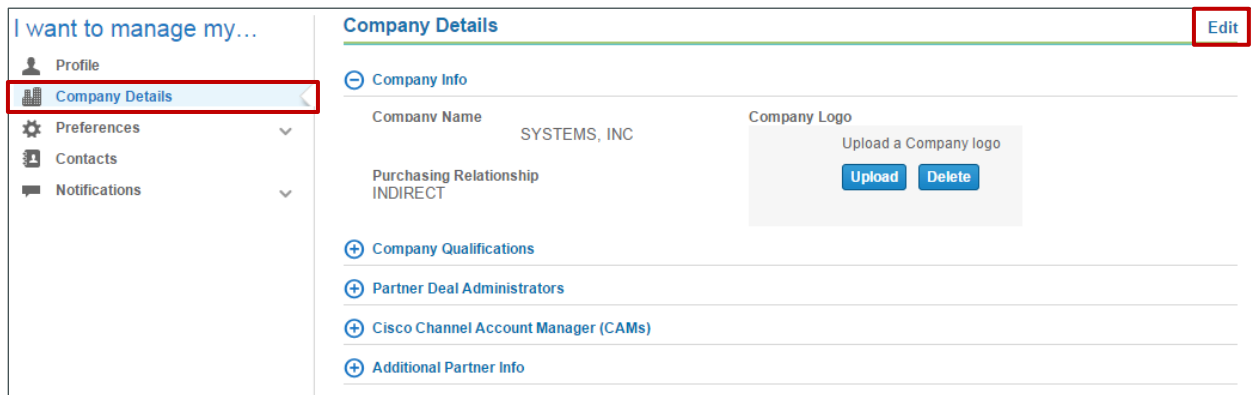 I want to manage my...
Profile
Company Details
Preferences
Contacts
Notifications
Company Details
Edit
Company Info
Company Name
SYSTEMS, INC
Company Logo
Upload a Company logo
Upload
Delete
Purchasing Relationship
INDIRECT
Company Qualifications
Partner Deal Administrators
Cisco Channel Account Manager (CAMs)
Additional Partner Info